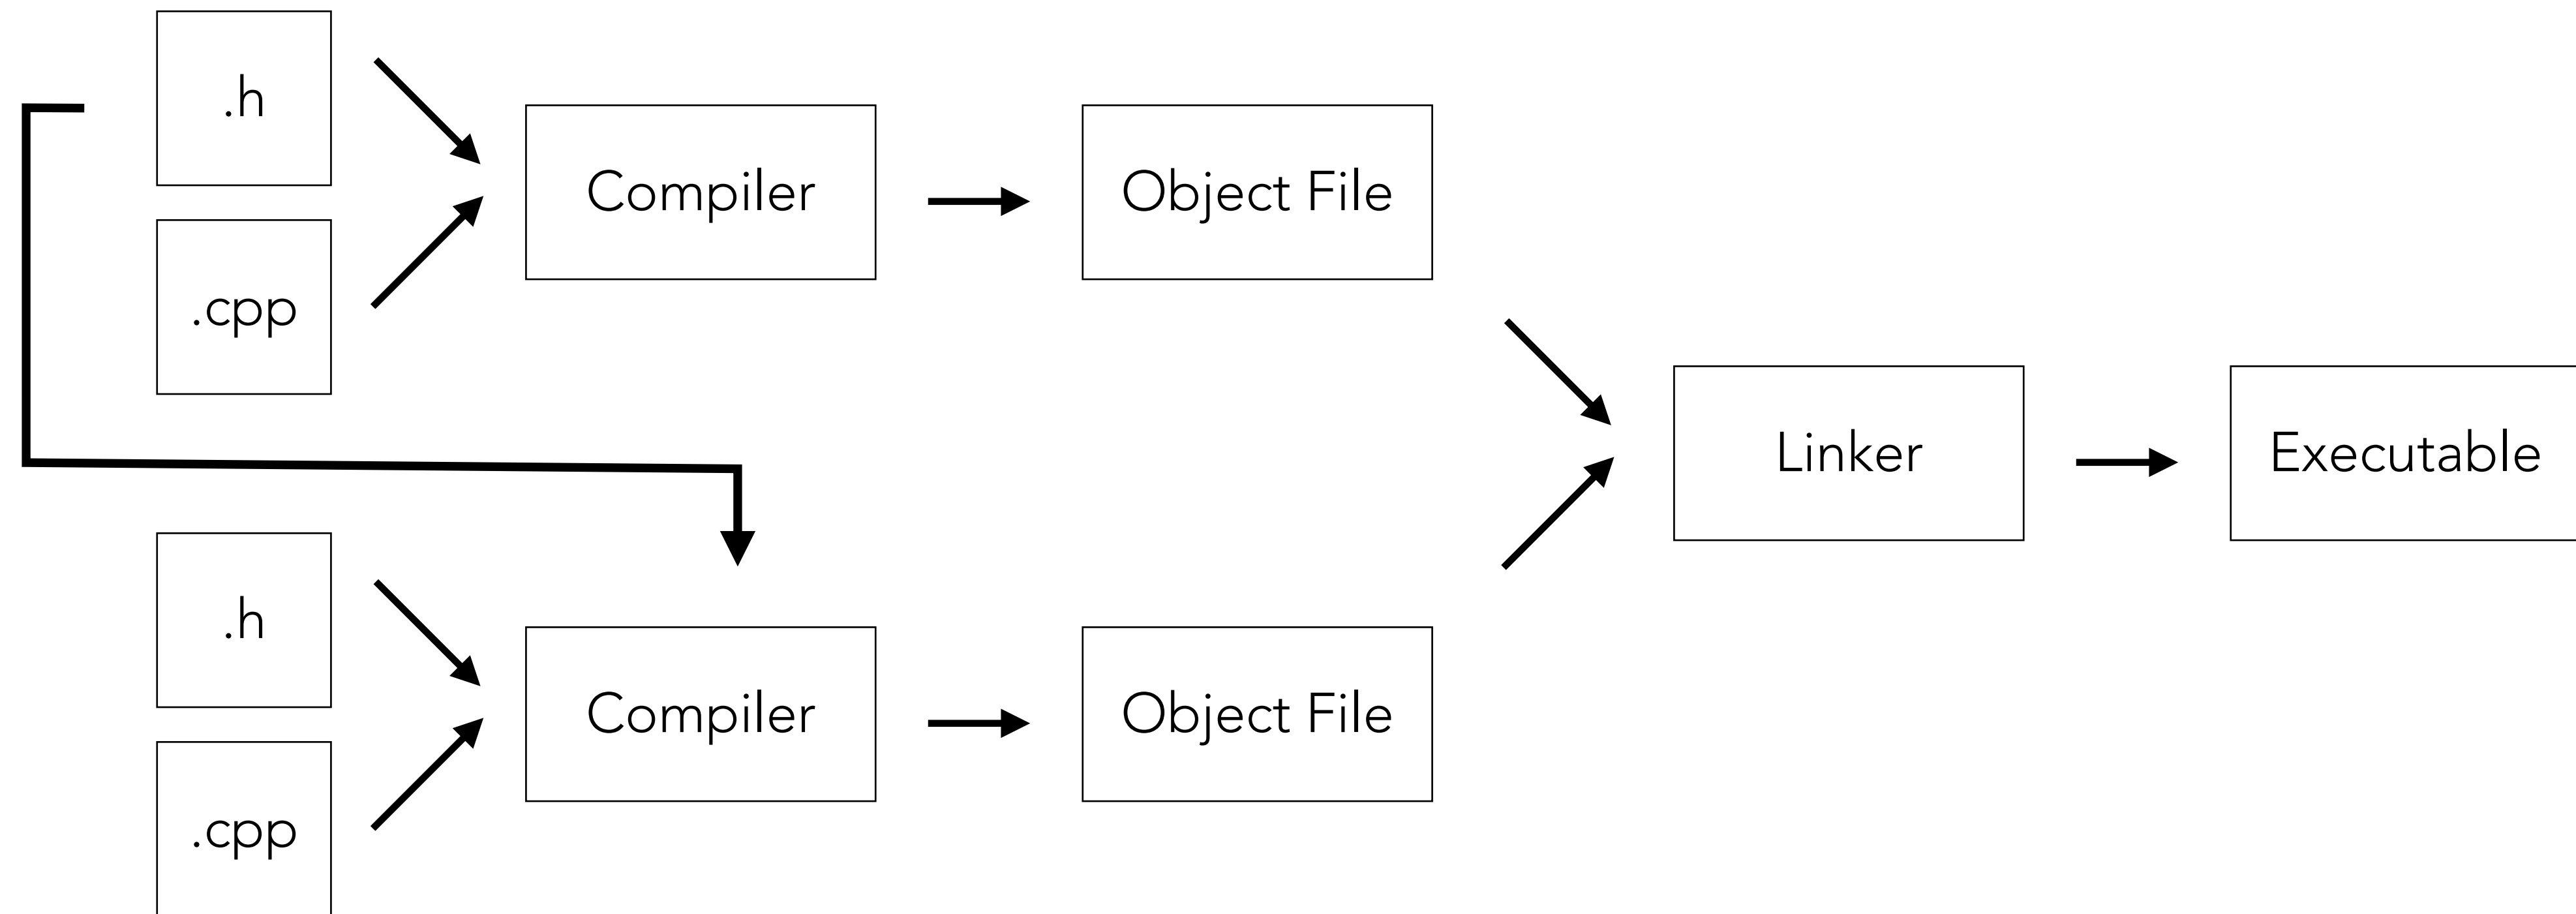 .h
.cpp
Compiler
Object File
Linker
Executable
.h
.cpp
Compiler
Object File